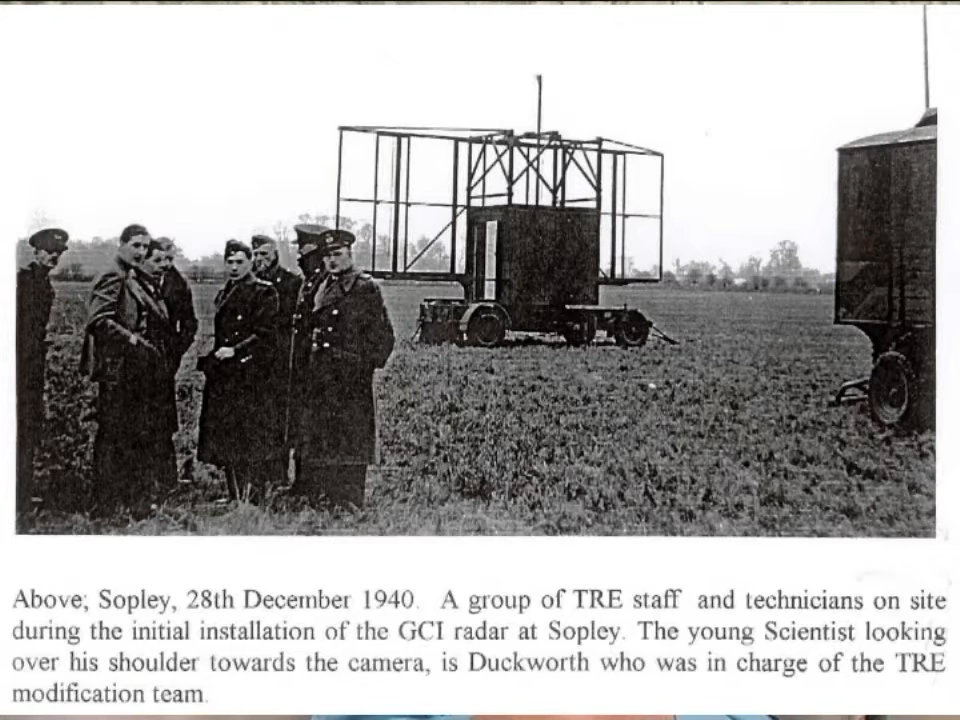 Above; Sopley, 28th December 1940. A group of TRE staff and technicians on site
during the initial installation of the GCI radar at Sopley. The young Scientist looking
over his shoulder towards the camera, is Duckworth who was in charge of the TRE
modification team.